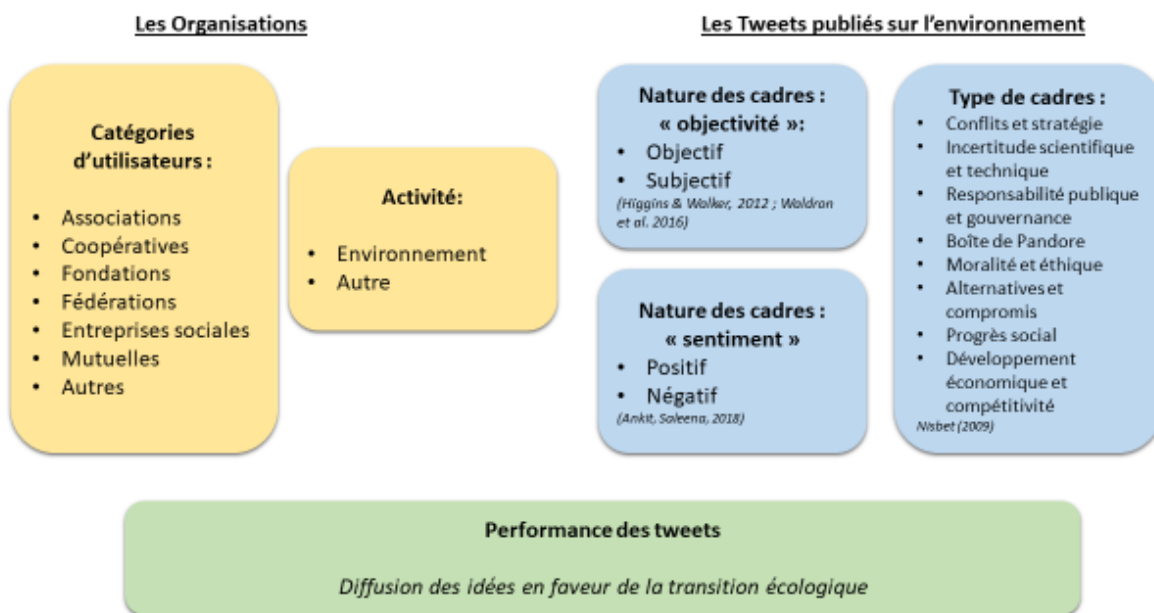 Les Organisations
Catégories
d'utilisateurs :
• Associations
• Coopératives
• Fondations
• Fédérations
• Entreprises sociales
• Mutuelles
• Autres
Activité:
• Environnement
• Autre
Les Tweets publiés sur l'environnement
Nature des cadres :
« objectivité »:
• Objectif
• Subjectif
(Higgins & Walker, 2012 ; Waldron
et al. 2016)
Nature des cadres :
« sentiment »
• Positif
• Négatif
(Ankit, Saleena, 2018)
Type de cadres :
• Conflits et stratégie
• Incertitude scientifique
et technique
• Responsabilité publique
et gouvernance
• Boîte de Pandore
• Moralité et éthique
• Alternatives et
compromis
• Progrès social
• Développement
économique et
compétitivité
Nisbet (2009)
Performance des tweets
Diffusion des idées en faveur de la transition écologique